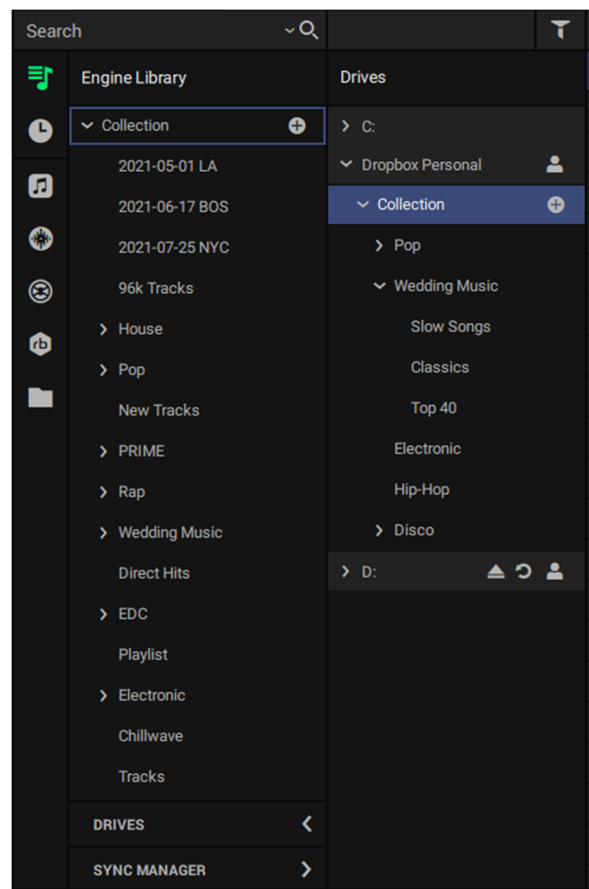 Search
Engine Library
Collection
2021-05-01 LA
2021-06-17 BOS
2021-07-25 NYC
96k Tracks
House
Pop
New Tracks
PRIME
Rap
Wedding Music
Direct Hits
EDC
Playlist
Electronic
Chillwave
Tracks
DRIVES
SYNC MANAGER
rb
Drives
C:
Dropbox Personal
Collection
Pop
Wedding Music
Slow Songs
Classics
Top 40
Electronic
Hip-Hop
Disco
D: